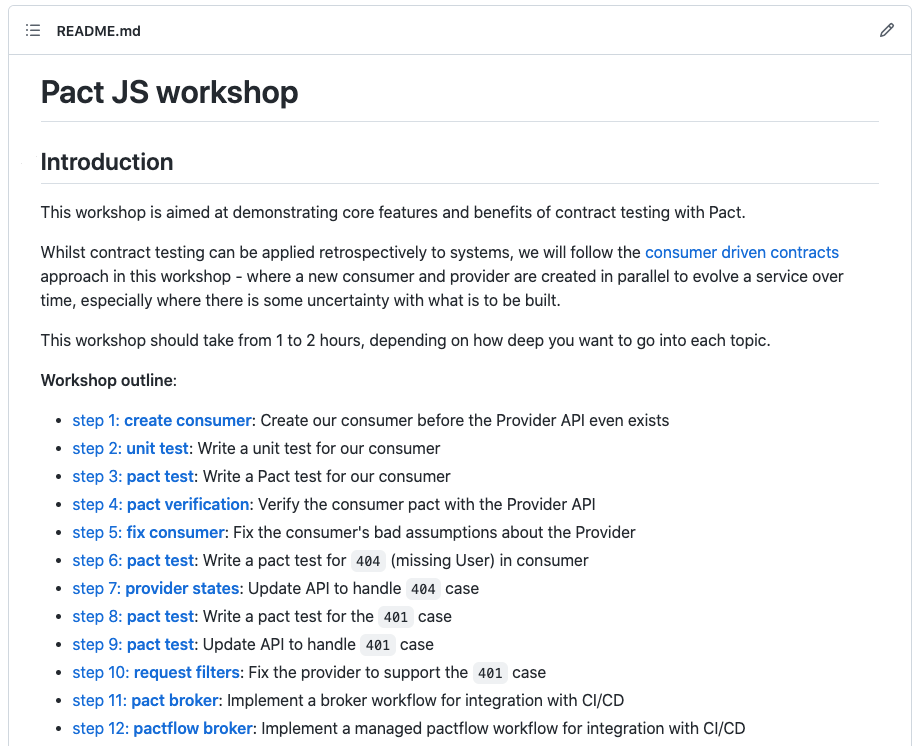 README.md
Pact JS workshop
Introduction
This workshop is aimed at demonstrating core features and benefits of contract testing with Pact.
Whilst contract testing can be applied retrospectively to systems, we will follow the consumer driven contracts
approach in this workshop - where a new consumer and provider are created in parallel to evolve a service over
time, especially where there is some uncertainty with what is to be built.
This workshop should take from 1 to 2 hours, depending on how deep you want to go into each topic.
Workshop outline:
• step 1: create consumer: Create our consumer before the Provider API even exists
• step 2: unit test: Write a unit test for our consumer
• step 3: pact test: Write a Pact test for our consumer
• step 4: pact verification: Verify the consumer pact with the Provider API
• step 5: fix consumer: Fix the consumer's bad assumptions about the Provider
• step 6: pact test: Write a pact test for 404 (missing User) in consumer
• step 7: provider states: Update API to handle 404 case
• step 8: pact test: Write a pact test for the 401 case
• step 9: pact test: Update API to handle 401 case
• step 10: request filters: Fix the provider to support the 401 case
• step 11: pact broker: Implement a broker workflow for integration with CI/CD
• step 12: pactflow broker: Implement a managed pactflow workflow for integration with CI/CD